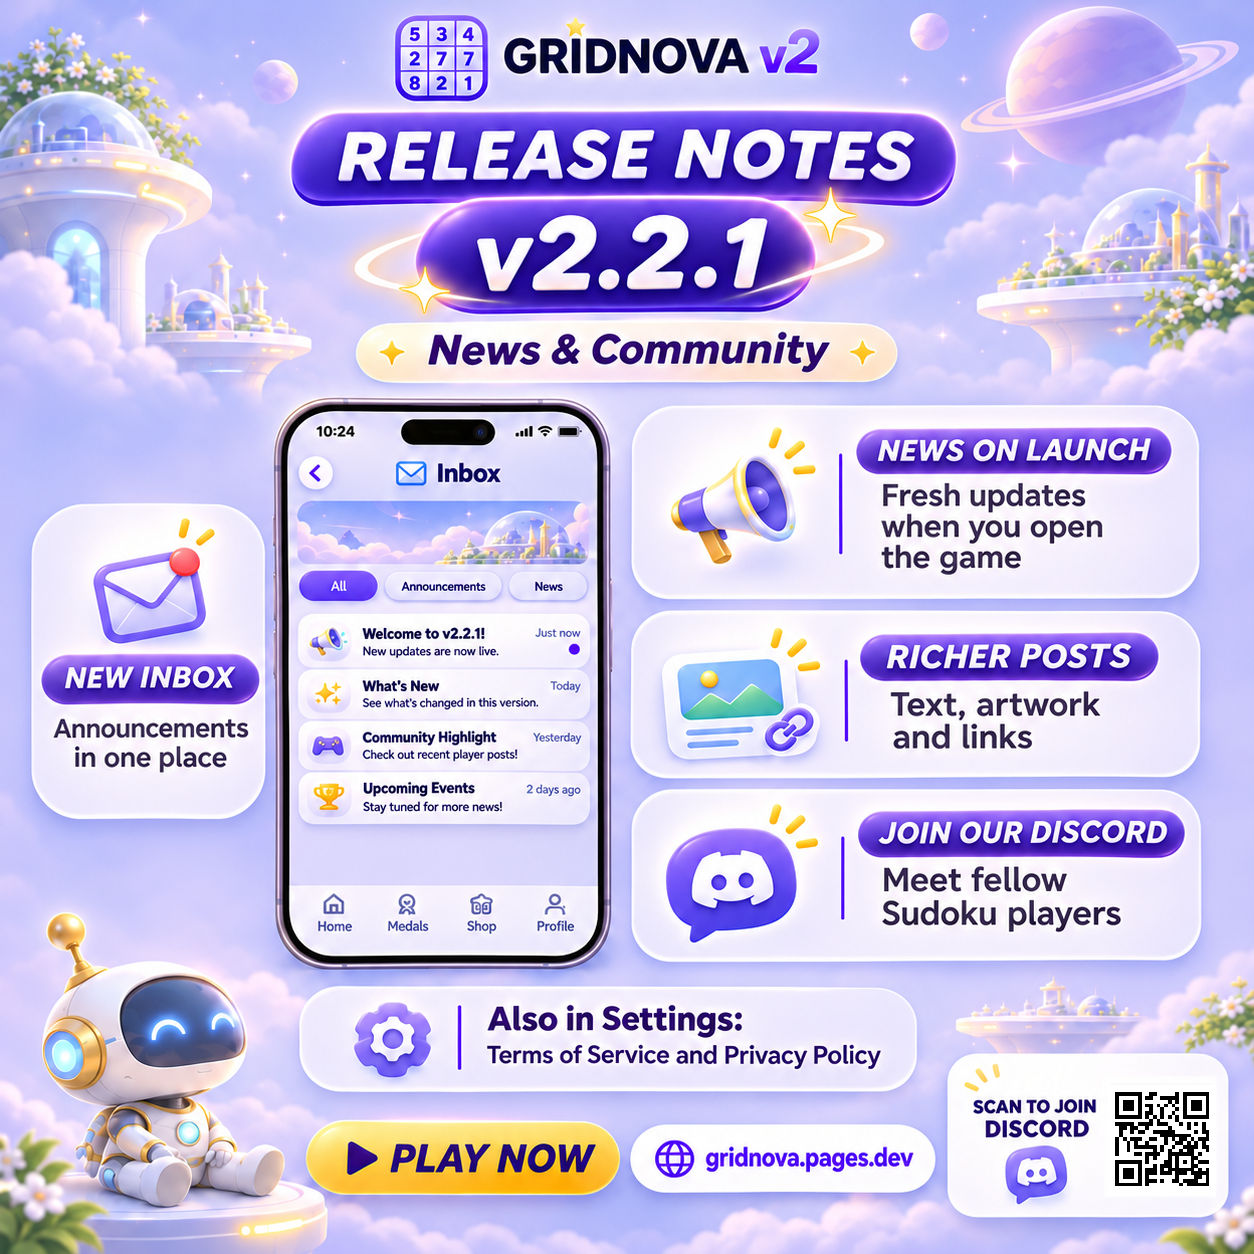 5 3 4
2 7 7
8 2 1
GRIDNOVA v2
RELEASE NOTES
v2.2.1
News & Community
NEW INBOX
Announcements
in one place
10:24
Inbox
All
Announcements
News
Welcome to v2.2.1!
Just now
New updates are now live.
What's New
Today
See what's changed in this version.
Community Highlight
Yesterday
Check out recent player posts!
Upcoming Events
2 days ago
Stay tuned for more news!
Home
Medals
Shop
Profile
NEWS ON LAUNCH
Fresh updates
when you open
the game
RICHER POSTS
Text, artwork
and links
JOIN OUR DISCORD
Meet fellow
Sudoku players
Also in Settings:
Terms of Service and Privacy Policy
PLAY NOW
gridnova.pages.dev
SCAN TO JOIN
DISCORD